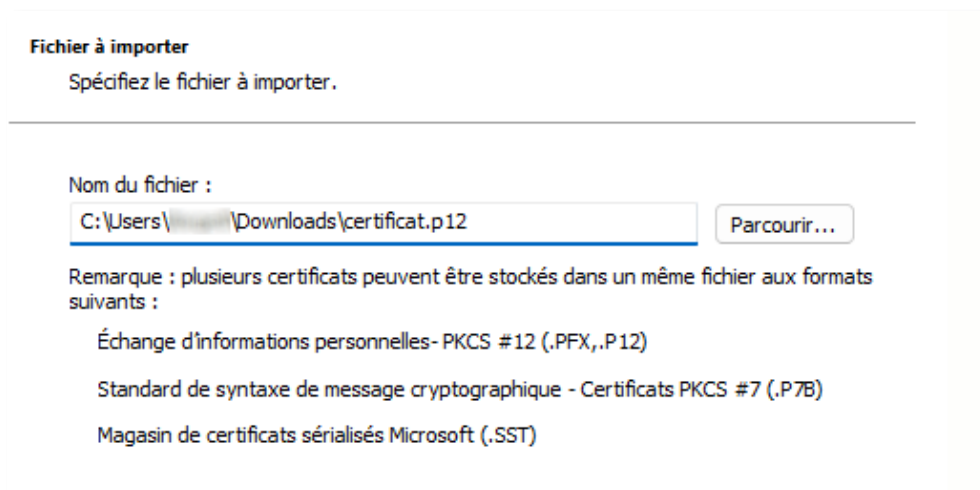 Fichier à importer
Spécifiez le fichier à importer.
Nom du fichier :
C:\Users\ \Downloads\certificat.p12
Parcourir...
Remarque : plusieurs certificats peuvent être stockés dans un même fichier aux formats
suivants :
Échange d'informations personnelles- PKCS #12 (.PFX,.P12)
Standard de syntaxe de message cryptographique - Certificats PKCS #7 (.P7B)
Magasin de certificats sérialisés Microsoft (.SST)